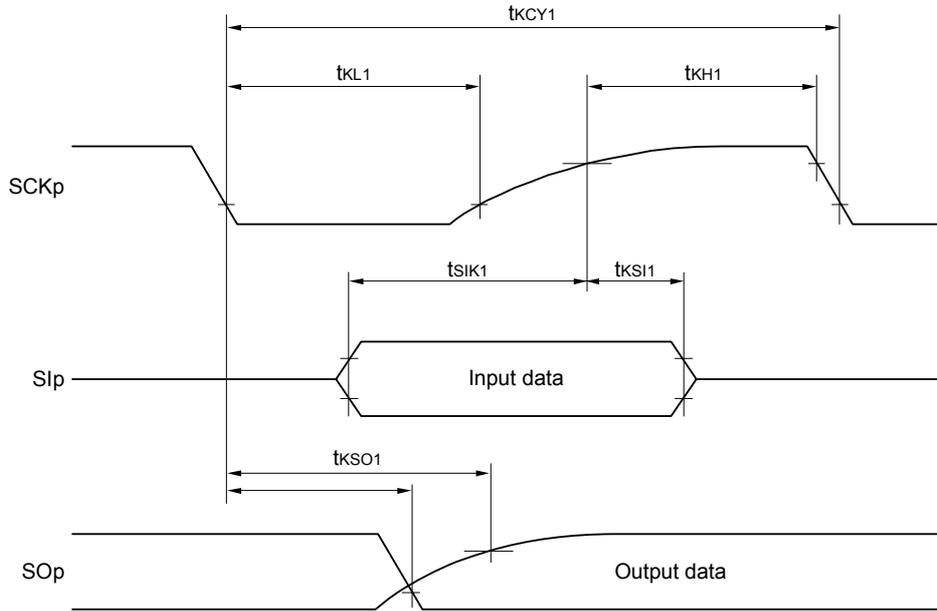 tKCY1
tKL1
tKH1
SCKp
tSIK1
tKSI1
SIp
Input data
tKSO1
SOp
Output data